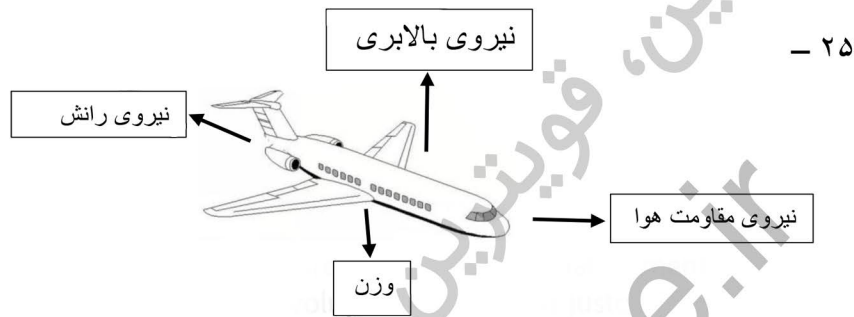 ۲۵ –
نیروی بالابری
نیروی رانش
نیروی مقاومت هوا
وزن